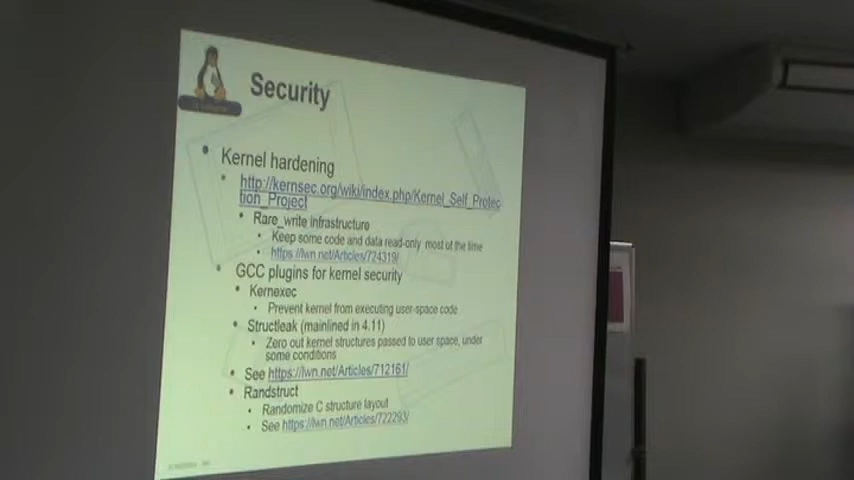 Security
Kernel hardening
http://kernsec.org/wiki/index.php/Kernel_Self_Protec
tion_Project
Rare_write infrastructure
Keep some code and data read-only most of the time
https://lwn.net/Articles/724319/
GCC plugins for kernel security
Kernexec
Prevent kernel from executing user-space code
Structleak (mainlined in 4.11)
Zero out kernel structures passed to user space, under
some conditions
See https://lwn.net/Articles/712161/
Randstruct
Randomize C structure layout
See https://lwn.net/Articles/722293/